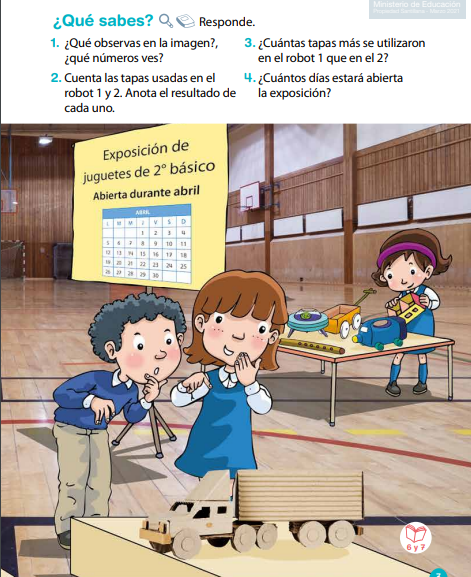 Ministerio de Educación
¿Qué sabes? Responde.
1. ¿Qué observas en la imagen?,
¿qué números ves?
2. Cuenta las tapas usadas en el
robot 1 y 2. Anota el resultado de
cada uno.
3. ¿Cuántas tapas más se utilizaron
en el robot 1 que en el 2?
4. ¿Cuántos días estará abierta
la exposición?
Exposición de
juguetes de 2° básico
Abierta durante abril
ABRIL
L M M J V S D
1 2 3 4
5 6 7 8 9 10 11
12 13 14 15 16 17 18
19 20 21 22 23 24 25
26 27 28 29 30
6 y 7